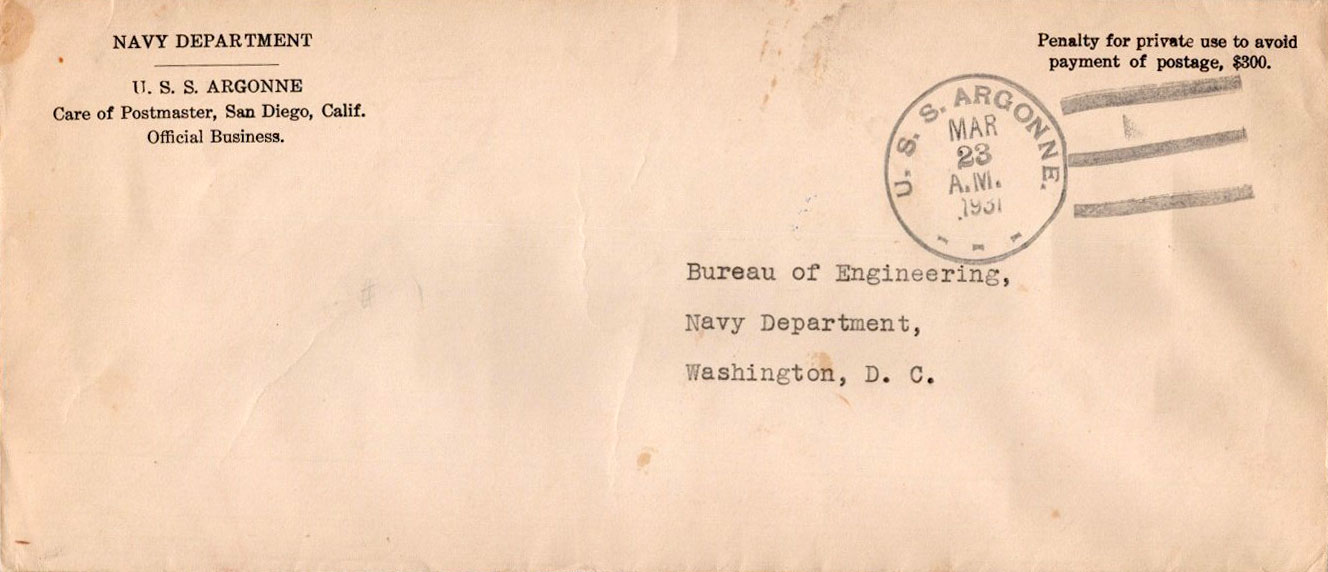 NAVY DEPARTMENT
U. S. S. ARGONNE
Care of Postmaster, San Diego, Calif.
Official Business.
Penalty for private use to avoid
payment of postage, $300.
U. S. S. ARGONNE.
MAR
23
A.M.
1931
Bureau of Engineering,
Navy Department,
Washington, D. C.